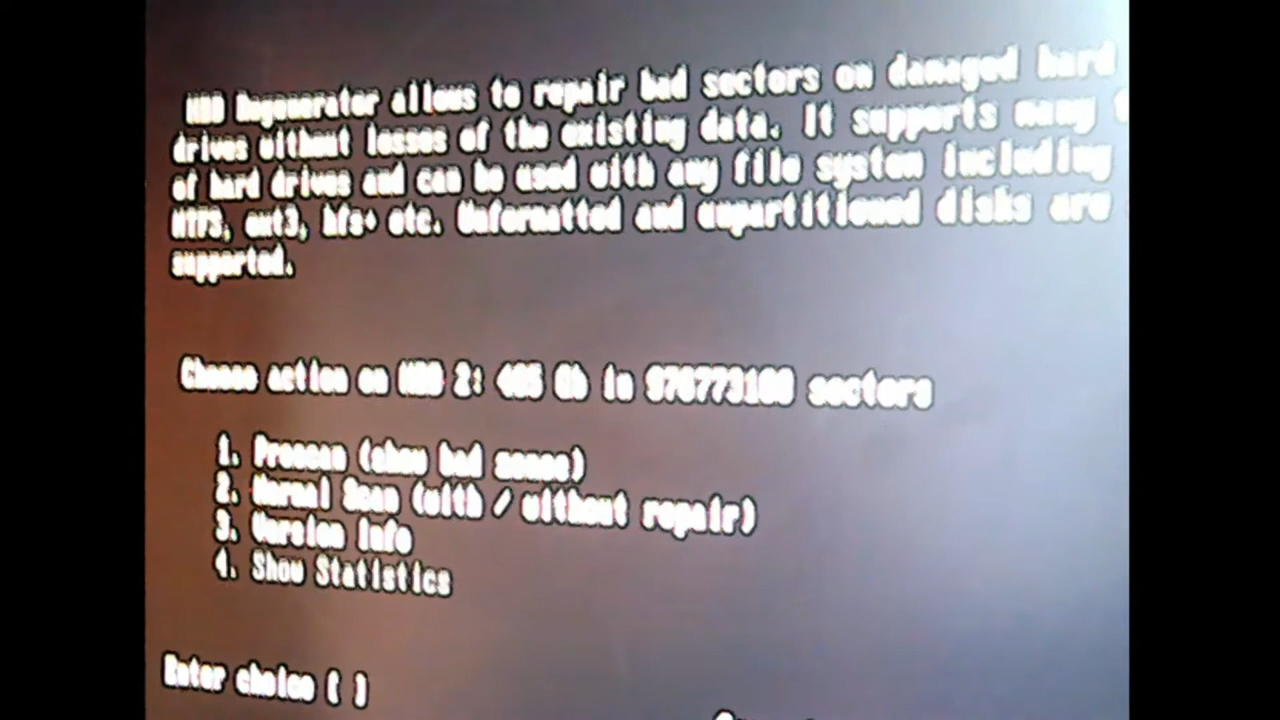 HDD Regenerator allows to repair bad sectors on damaged hard
drives without losses of the existing data. It supports many
of hard drives and can be used with any file system including
NTFS, ext3, hfs+ etc. Unformatted and unpartitioned disks are
supported.
Choose action on HDD 2: 465 Gb in 976773168 sectors
1. Prescan (show bad zones)
2. Normal Scan (with / without repair)
3. Version Info
4. Show Statistics
Enter choice [ ]